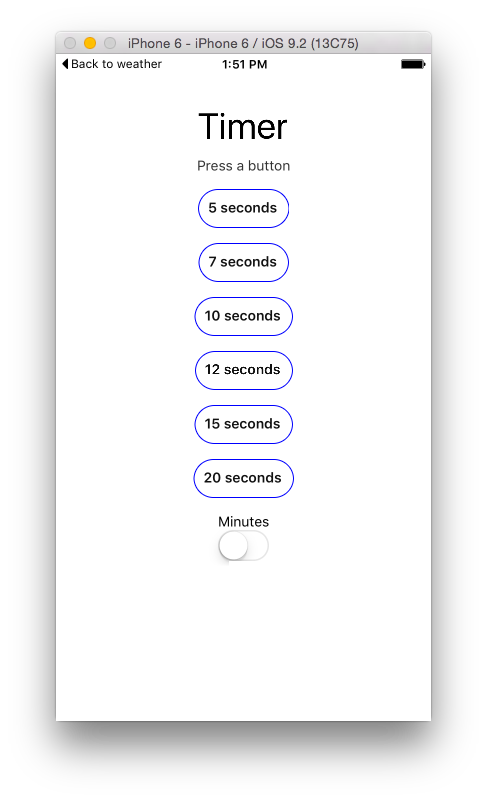 iPhone 6 - iPhone 6 / iOS 9.2 (13C75)
Back to weather 1:51 PM
Timer
Press a button
5 seconds
7 seconds
10 seconds
12 seconds
15 seconds
20 seconds
Minutes